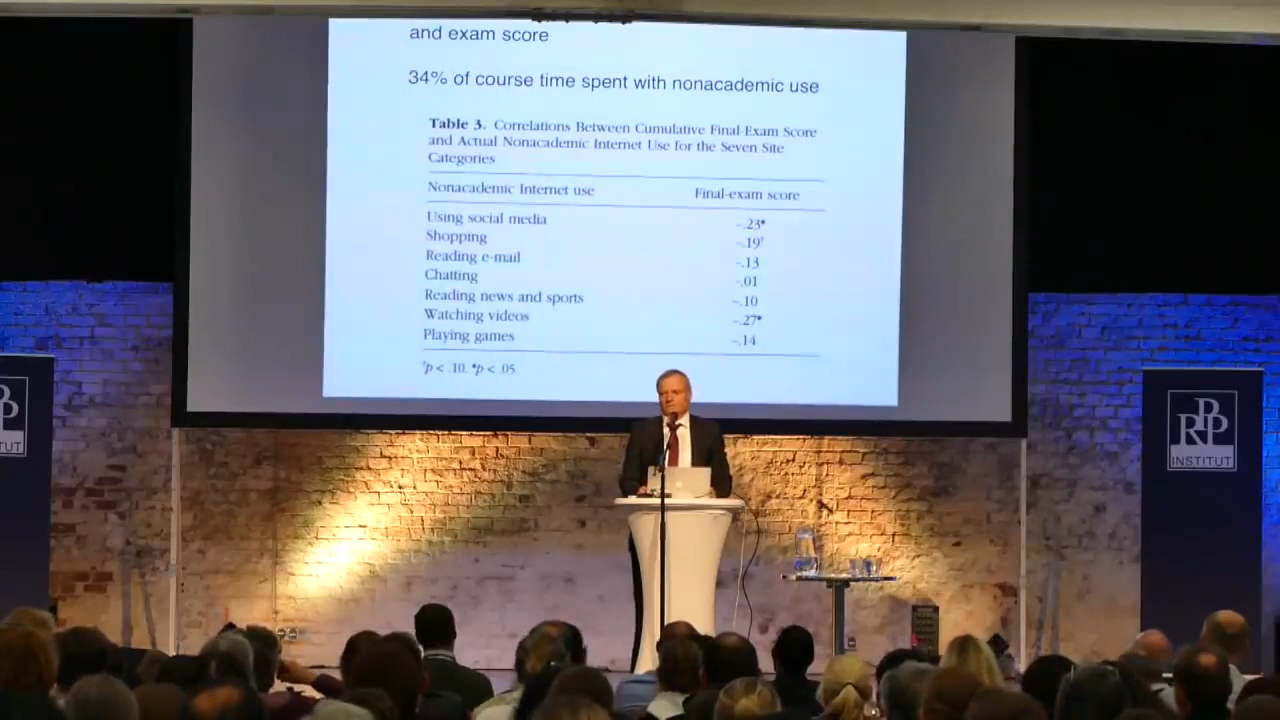 and exam score
34% of course time spent with nonacademic use
Table 3. Correlations Between Cumulative Final-Exam Score
and Actual Nonacademic Internet Use for the Seven Site
Categories
Nonacademic Internet use Final-exam score
Using social media –.23*
Shopping –.19†
Reading e-mail –.13
Chatting –.01
Reading news and sports –.10
Watching videos –.27*
Playing games –.14
†p < .10. *p < .05.
RPP
INSTITUT
P
TUT